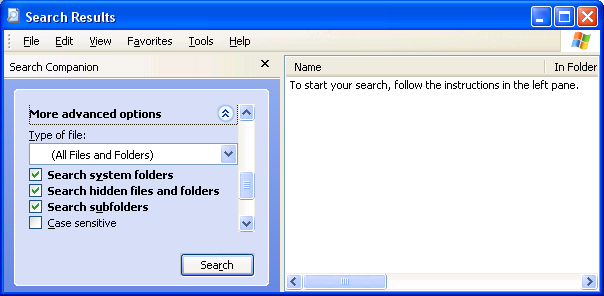 Search Results
File Edit View Favorites Tools Help
Search Companion
More advanced options
Type of file:
(All Files and Folders)
Search system folders
Search hidden files and folders
Search subfolders
Case sensitive
Search
Name In Folder
To start your search, follow the instructions in the left pane.